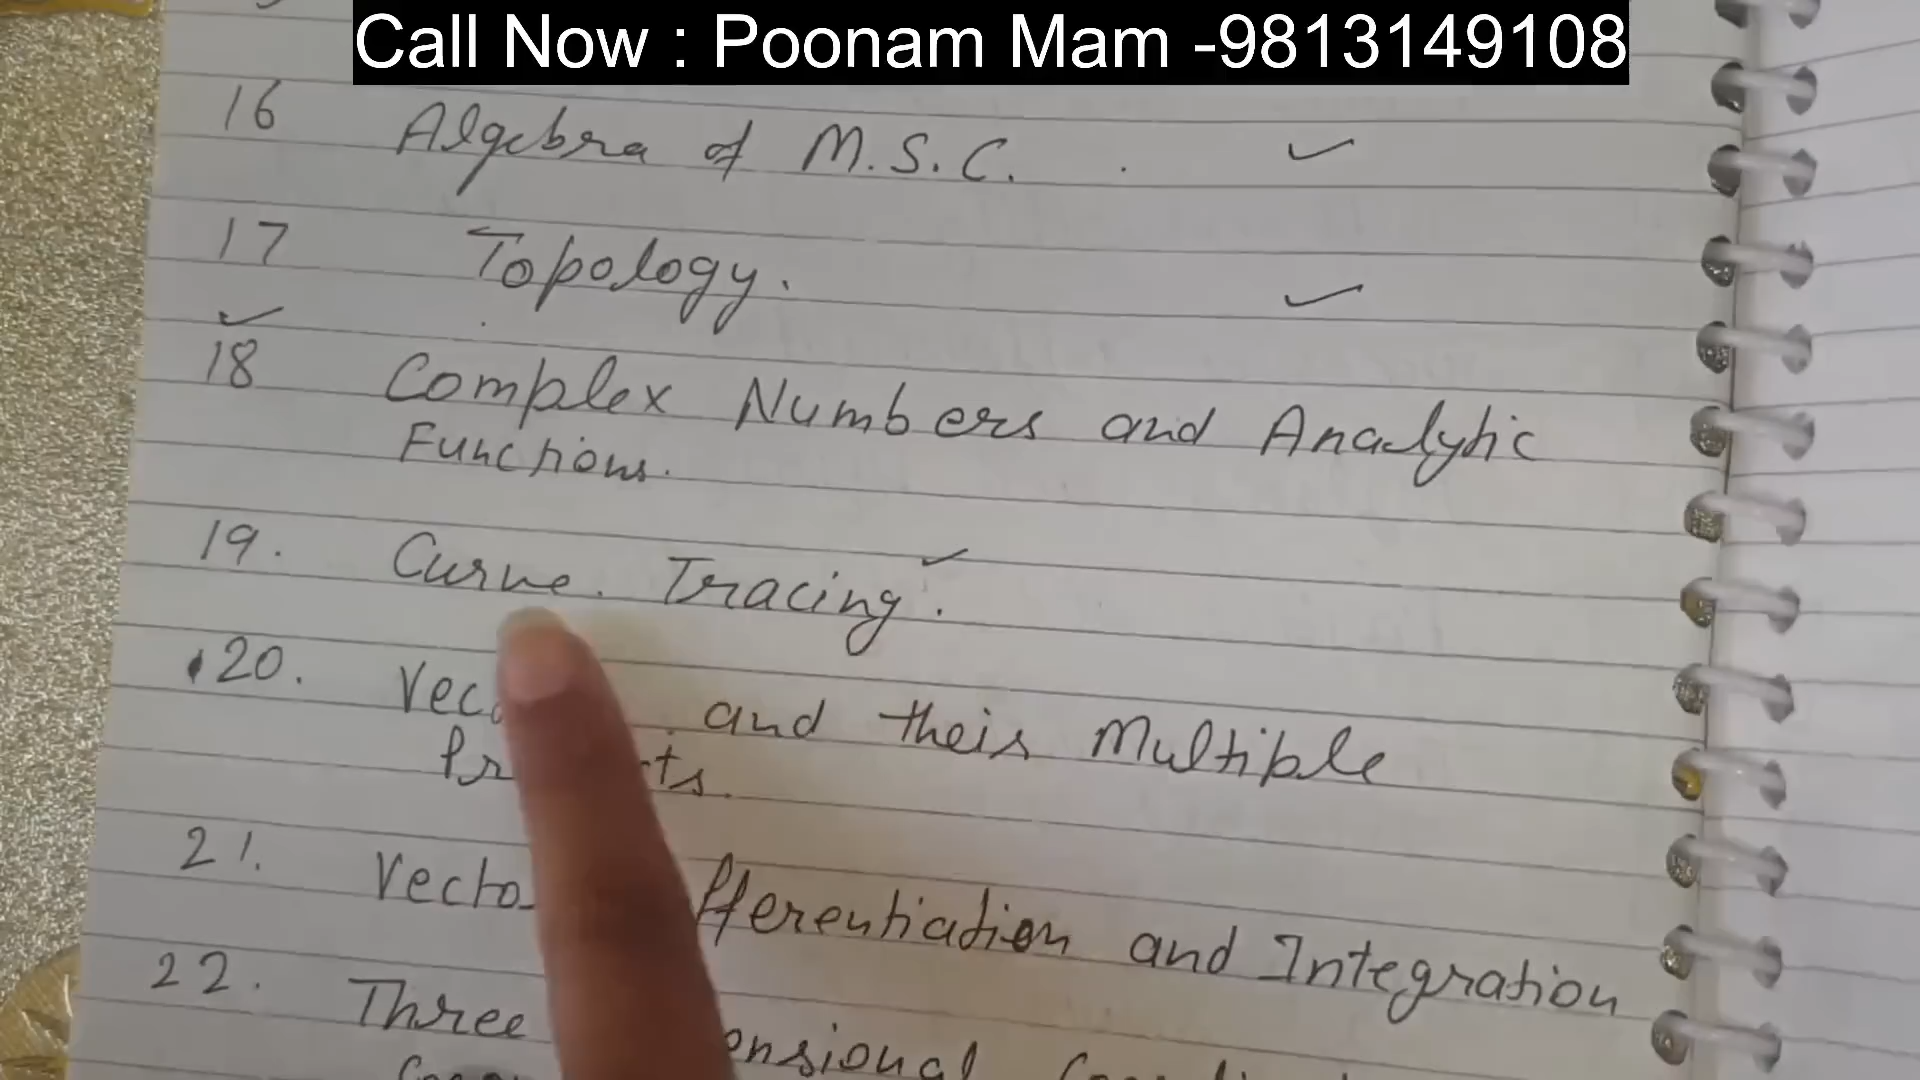 Call Now : Poonam Mam -9813149108
16 Algebra of M.S.C.
17 Topology.
18 Complex Numbers and Analytic
Functions.
19. Curve. Tracing.
20. and their Multiple
21. and Integration
22. Three